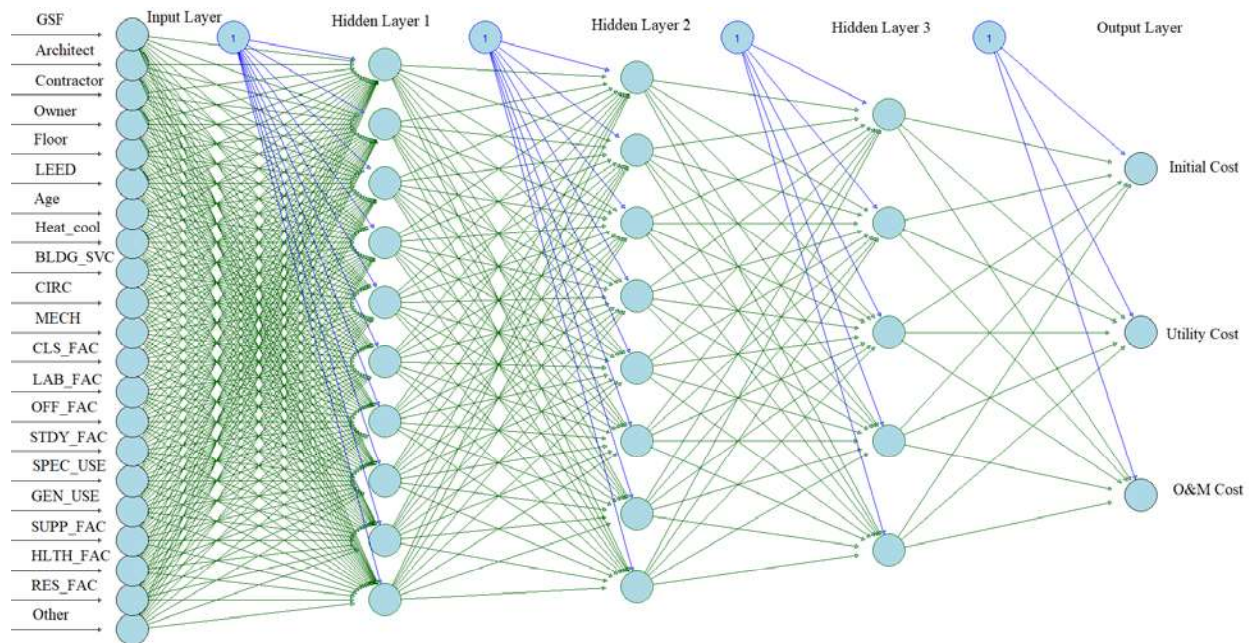 GSF
Input Layer
1
Hidden Layer 1
1
Hidden Layer 2
1
Hidden Layer 3
1
Output Layer
Architect
Contractor
Owner
Floor
LEED
Age
Heat_cool
BLDG_SVC
CIRC
MECH
CLS_FAC
LAB_FAC
OFF_FAC
STDY_FAC
SPEC_USE
GEN_USE
SUPP_FAC
HLTH_FAC
RES_FAC
Other
Initial Cost
Utility Cost
O&M Cost